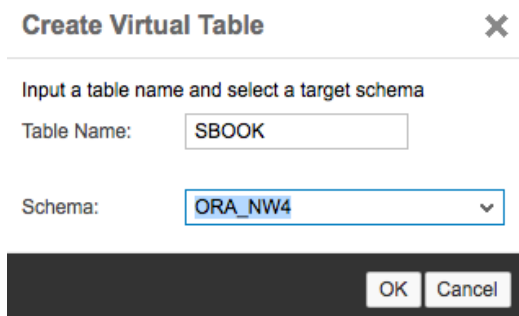 Create Virtual Table
Input a table name and select a target schema
Table Name: SBOOK
Schema: ORA_NW4
OK Cancel